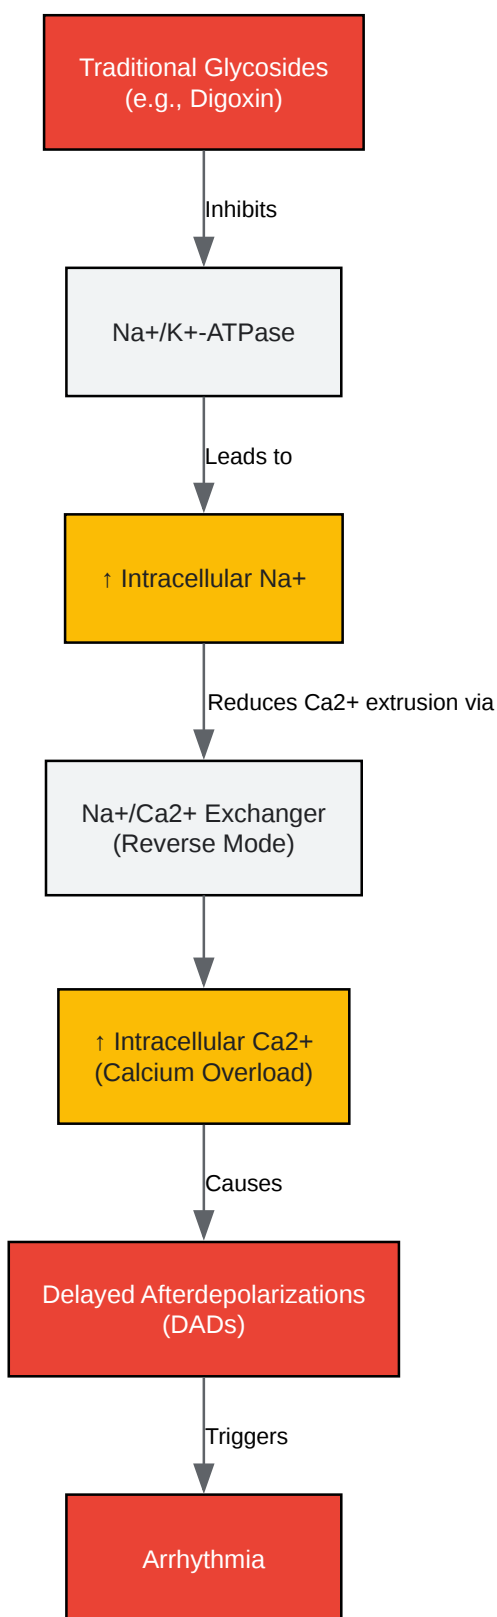 Traditional Glycosides
(e.g., Digoxin)
Inhibits
Na+/K+-ATPase
Leads to
↑ Intracellular Na+
Reduces Ca2+ extrusion via
Na+/Ca2+ Exchanger
(Reverse Mode)
↑ Intracellular Ca2+
(Calcium Overload)
Causes
Delayed Afterdepolarizations
(DADs)
Triggers
Arrhythmia